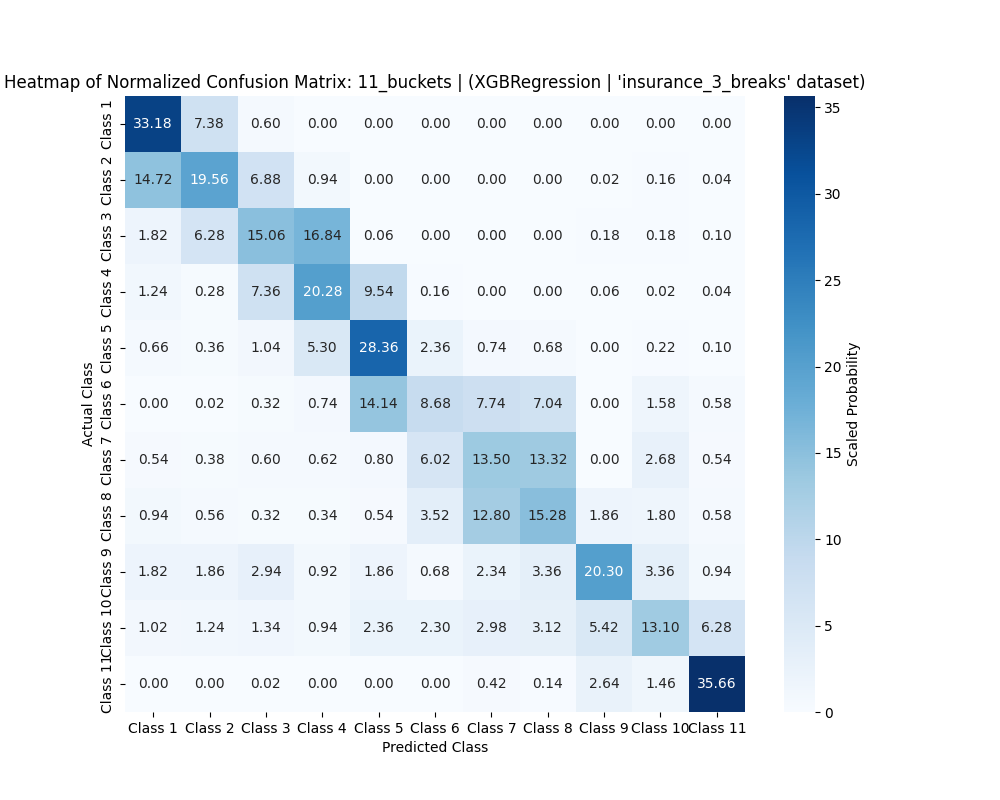 Heatmap of Normalized Confusion Matrix: 11_buckets | (XGBRegression | 'insurance_3_breaks' dataset)
Class 1 33.18 7.38 0.60 0.00 0.00 0.00 0.00 0.00 0.00 0.00 0.00
Class 2 14.72 19.56 6.88 0.94 0.00 0.00 0.00 0.00 0.02 0.16 0.04
Class 3 1.82 6.28 15.06 16.84 0.06 0.00 0.00 0.00 0.18 0.18 0.10
Class 4 1.24 0.28 7.36 20.28 9.54 0.16 0.00 0.00 0.06 0.02 0.04
Class 5 0.66 0.36 1.04 5.30 28.36 2.36 0.74 0.68 0.00 0.22 0.10
Class 6 0.00 0.02 0.32 0.74 14.14 8.68 7.74 7.04 0.00 1.58 0.58
Class 7 0.54 0.38 0.60 0.62 0.80 6.02 13.50 13.32 0.00 2.68 0.54
Class 8 0.94 0.56 0.32 0.34 0.54 3.52 12.80 15.28 1.86 1.80 0.58
Class 9 1.82 1.86 2.94 0.92 1.86 0.68 2.34 3.36 20.30 3.36 0.94
Class 10 1.02 1.24 1.34 0.94 2.36 2.30 2.98 3.12 5.42 13.10 6.28
Class 11 0.00 0.00 0.02 0.00 0.00 0.00 0.42 0.14 2.64 1.46 35.66
Class 1 Class 2 Class 3 Class 4 Class 5 Class 6 Class 7 Class 8 Class 9 Class 10 Class 11
Predicted Class
Actual Class
35
30
25
20
15
10
5
0
Scaled Probability